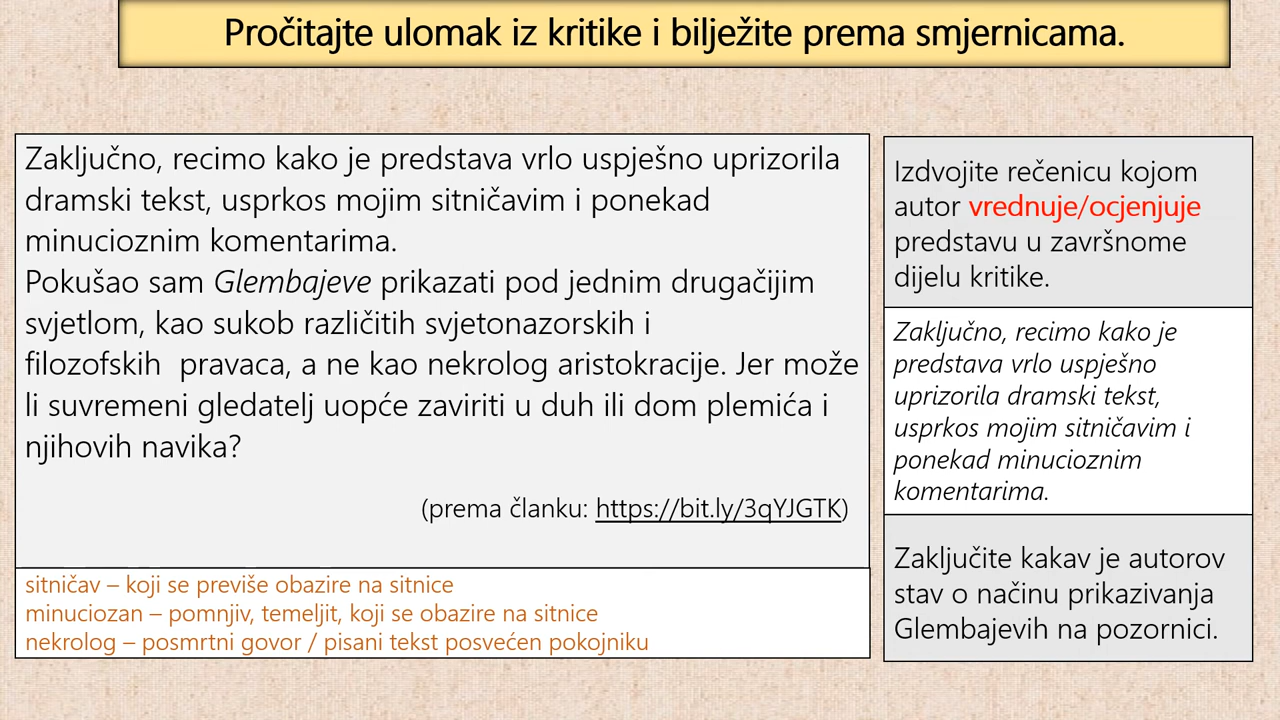 Pročitajte ulomak iz kritike i bilježite prema smjernicama.
Zaključno, recimo kako je predstava vrlo uspješno uprizorila
dramski tekst, usprkos mojim sitničavim i ponekad
minucioznim komentarima.
Pokušao sam Glembajeve prikazati pod jednim drugačijim
svjetlom, kao sukob različitih svjetonazorskih i
filozofskih pravaca, a ne kao nekrolog aristokracije. Jer može
li suvremeni gledatelj uopće zaviriti u duh ili dom plemića i
njihovih navika?
(prema članku: https://bit.ly/3qYJGTK)
sitničav – koji se previše obazire na sitnice
minuciozan – pomnjiv, temeljit, koji se obazire na sitnice
nekrolog – posmrtni govor / pisani tekst posvećen pokojniku
Izdvojite rečenicu kojom
autor vrednuje/ocjenjuje
predstavu u završnome
dijelu kritike.
Zaključno, recimo kako je
predstava vrlo uspješno
uprizorila dramski tekst,
usprkos mojim sitničavim i
ponekad minucioznim
komentarima.
Zaključite kakav je autorov
stav o načinu prikazivanja
Glembajevih na pozornici.